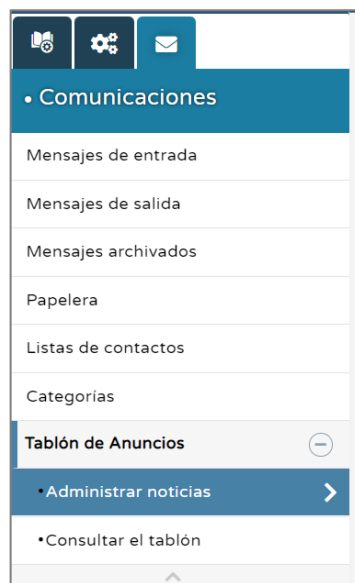 • Comunicaciones
Mensajes de entrada
Mensajes de salida
Mensajes archivados
Papelera
Listas de contactos
Categorías
Tablón de Anuncios
•Administrar noticias
•Consultar el tablón